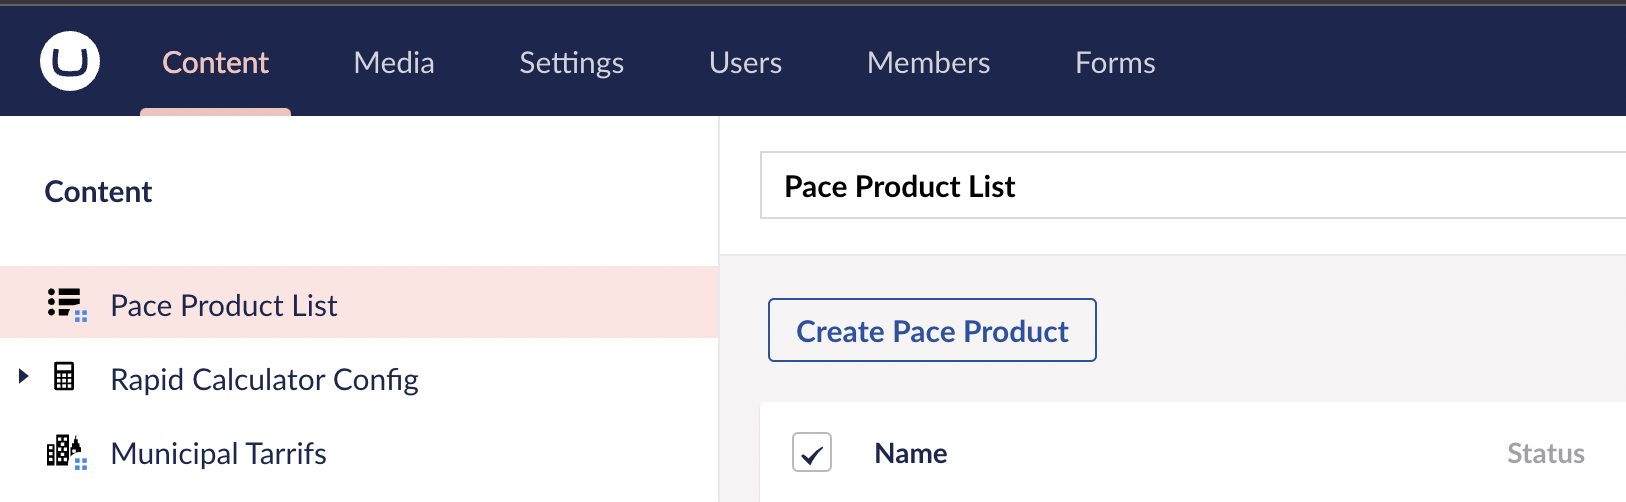 Content Media Settings Users Members Forms
Content
Pace Product List
Rapid Calculator Config
Municipal Tarrifs
Pace Product List
Create Pace Product
Name Status